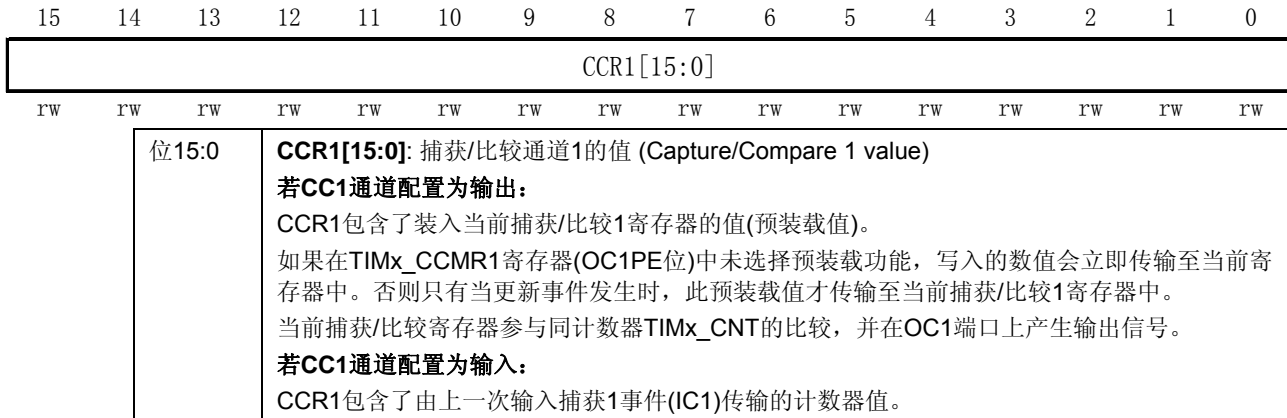 15 14 13 12 11 10 9 8 7 6 5 4 3 2 1 0
CCR1[15:0]
rw rw rw rw rw rw rw rw rw rw rw rw rw rw rw rw
位15:0 CCR1[15:0]: 捕获/比较通道1的值 (Capture/Compare 1 value)
若CC1通道配置为输出：
CCR1包含了装入当前捕获/比较1寄存器的值(预装载值)。
如果在TIMx_CCMR1寄存器(OC1PE位)中未选择预装载功能，写入的数值会立即传输至当前寄
存器中。否则只有当更新事件发生时，此预装载值才传输至当前捕获/比较1寄存器中。
当前捕获/比较寄存器参与同计数器TIMx_CNT的比较，并在OC1端口上产生输出信号。
若CC1通道配置为输入：
CCR1包含了由上一次输入捕获1事件(IC1)传输的计数器值。